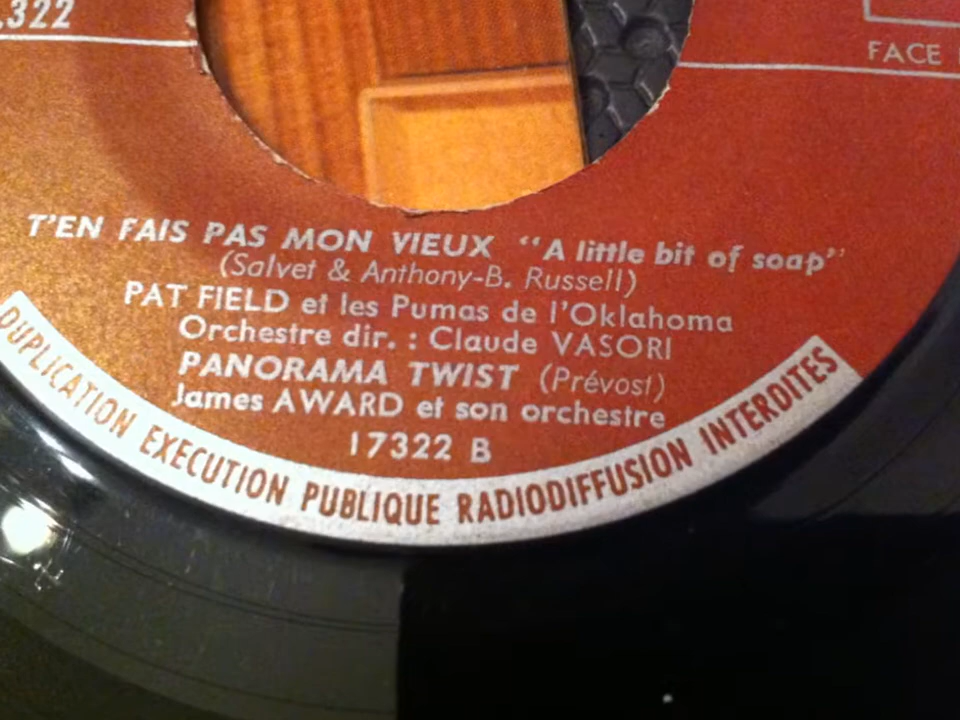 .322
FACE
T'EN FAIS PAS MON VIEUX "A little bit of soap"
(Salvet & Anthony-B. Russell)
PAT FIELD et les Pumas de l'Oklahoma
Orchestre dir. : Claude VASORI
PANORAMA TWIST (Prévost)
James AWARD et son orchestre
17322 B
DUPLICATION EXECUTION PUBLIQUE RADIODIFFUSION INTERDITES